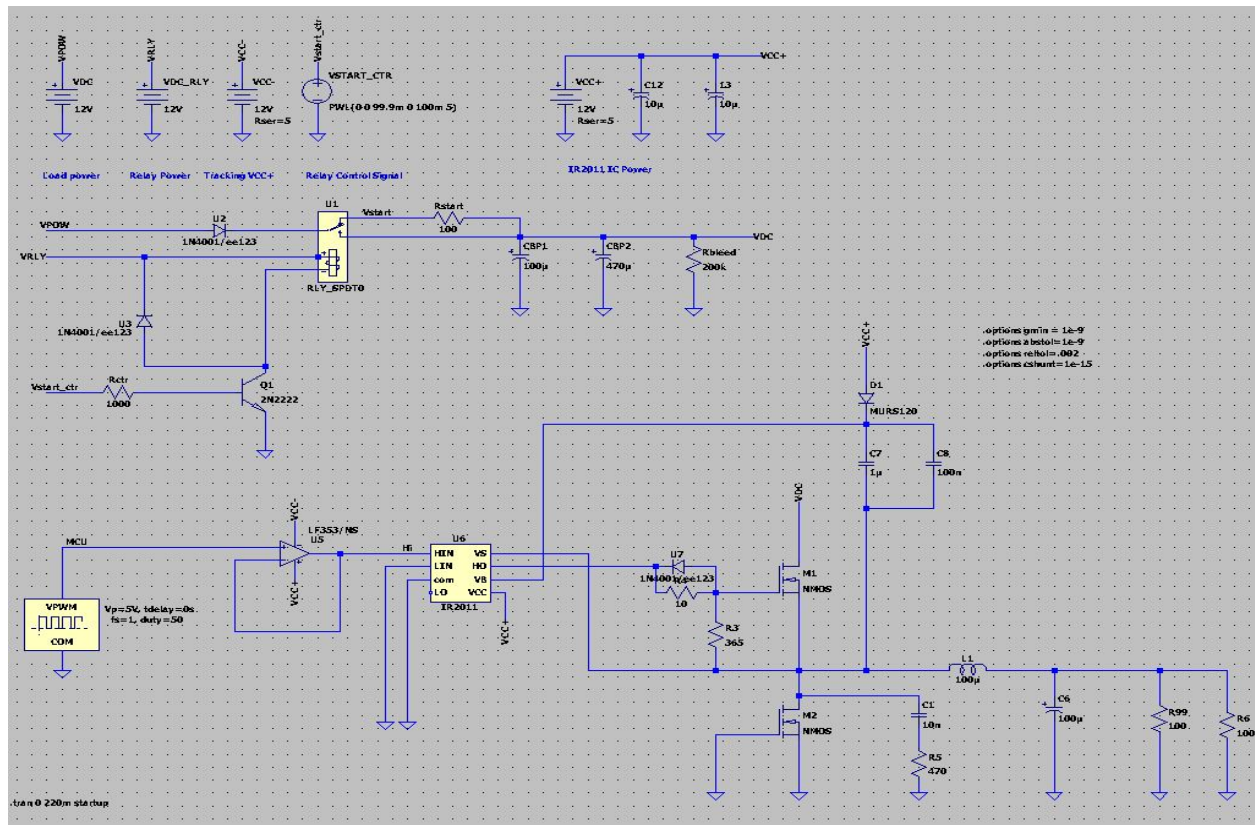 VPOW
VDC
12V
VRLY
VDC_RLY
12V
VCC-
VCC-
12V
Rser=5
Vstart_ctr
VSTART_CTR
PWL(0 0 99.9m 0 100m 5)
VCC+
12V
Rser=5
C12
10µ
13
10µ
VCC+
Load power
Relay Power
Tracking VCC+
Relay Control Signal
IR2011 IC Power
VPOW
U2
1N4001/ee123
U1
RLY_SPDT0
Vstart
Rstart
100
CBP1
100µ
CBP2
470µ
Rbleed
200k
VDC
VRLY
U3
1N4001/ee123
Vstart_ctr
Rctr
1000
Q1
2N2222
.options gmin = 1e-9
.options abstol=1e-9
.options reltol=.002
.options cshunt=1e-15
VCC+
D1
MURS120
C7
1µ
C8
100n
VDC
MCU
VPWM
COM
Vp=5V, tdelay=0s
fs=1, duty=50
VCC-
LF353/NS
U5
VCC+
Hi
U6
HIN
LIN
com
LO
VS
HO
VB
VCC
IR2011
VCC+
U7
1N4001/ee123
10
R3
365
M1
NMOS
M2
NMOS
C1
10n
R5
470
L1
100µ
C6
100µ
R99
100
R6
100
.tran 0 220m startup